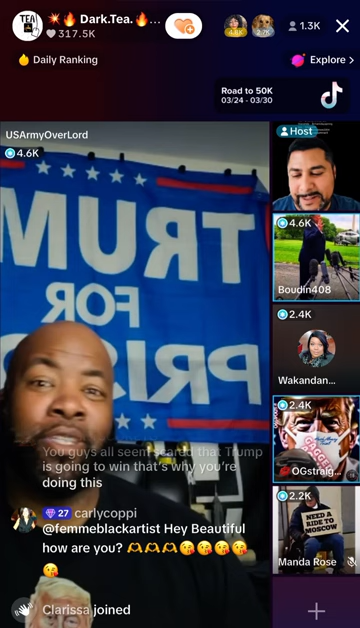 TEA
💥🔥Dark.Tea.🔥...
317.5K
4.8K
2.7K
1.3K
Daily Ranking
Explore >
Road to 50K
03/24 - 03/30
USArmyOverLord
4.6K
TRUMP
FOR
PRIS
Host
4.6K
Boudin408
2.4K
Wakandan...
2.4K
OGstraig...
2.2K
NEED A
RIDE TO
MOSCOW
Manda Rose
You guys all seem scared that Trump
is going to win that's why you're
doing this
27 carlycoppi
@femmeblackartist Hey Beautiful
how are you? 🫶🫶🫶😘😘😘😘
😘
Clarissa joined